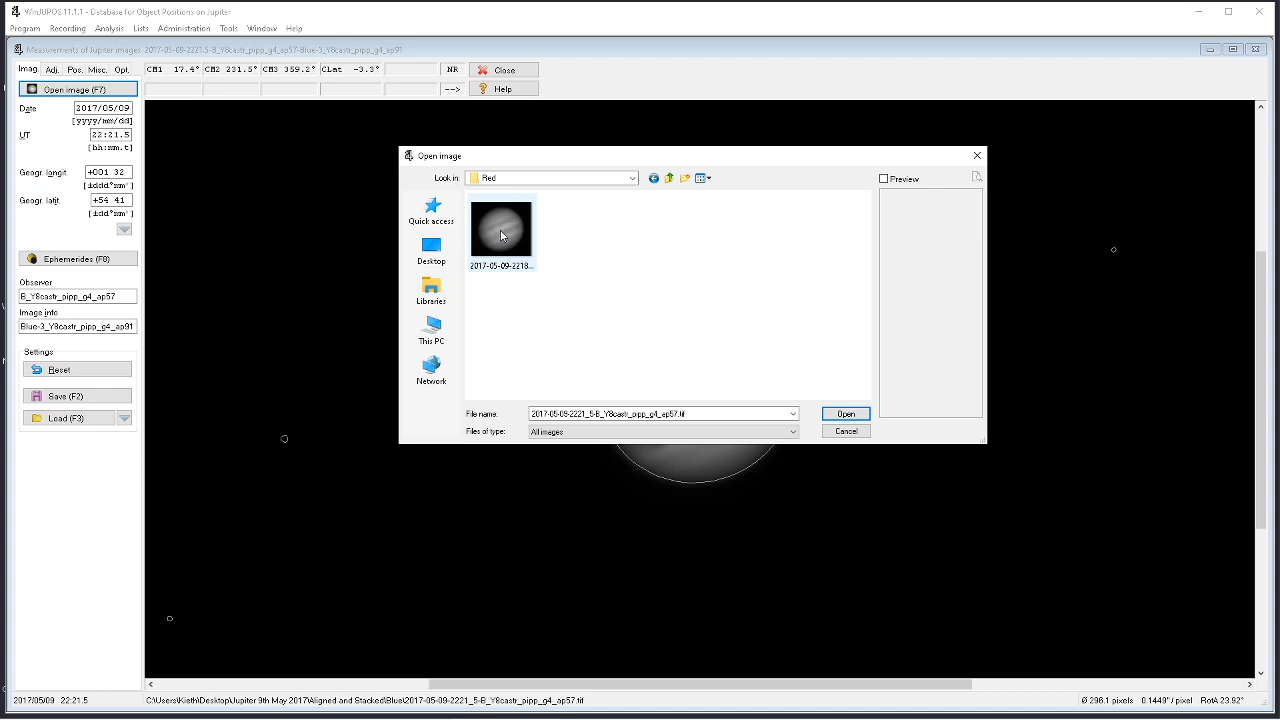 WinJUPOS 11.1.1 - Database for Object Positions on Jupiter
Program Recording Analysis Lists Administration Tools Window Help
Measurements of Jupiter images 2017-05-09-2221.5-B_Y8castr_pipp_g4_ap57-Blue-3_Y8castr_pipp_g4_ap91
Imag. Adj. Pos. Misc. Opt.
CM1 17.4° CM2 231.5° CM3 359.2° CLat -3.3° NR Close
Open image (F7)
--> Help
Date 2017/05/09
[yyyy/mm/dd]
UT 22:21.5
[hh:mm.t]
Geogr. longit. +001 32
[±ddd.°mm']
Geogr. latit. +54 41
[±dd.°mm']
Ephemerides (F8)
Observer
B_Y8castr_pipp_g4_ap57
Image info
Blue-3_Y8castr_pipp_g4_ap91
Settings
Reset
Save (F2)
Load (F3)
Open image
Look in: Red
Preview
Quick access
Desktop
Libraries
This PC
Network
2017-05-09-2218...
File name: 2017-05-09-2221_5-B_Y8castr_pipp_g4_ap57.tif Open
Files of type: All images Cancel
2017/05/09 22:21.5 C:\Users\Kieth\Desktop\Jupiter 9th May 2017\Aligned and Stacked\Blue\2017-05-09-2221_5-B_Y8castr_pipp_g4_ap57.tif Ø 296.1 pixels 0.1449"/ pixel RotA 23.92°